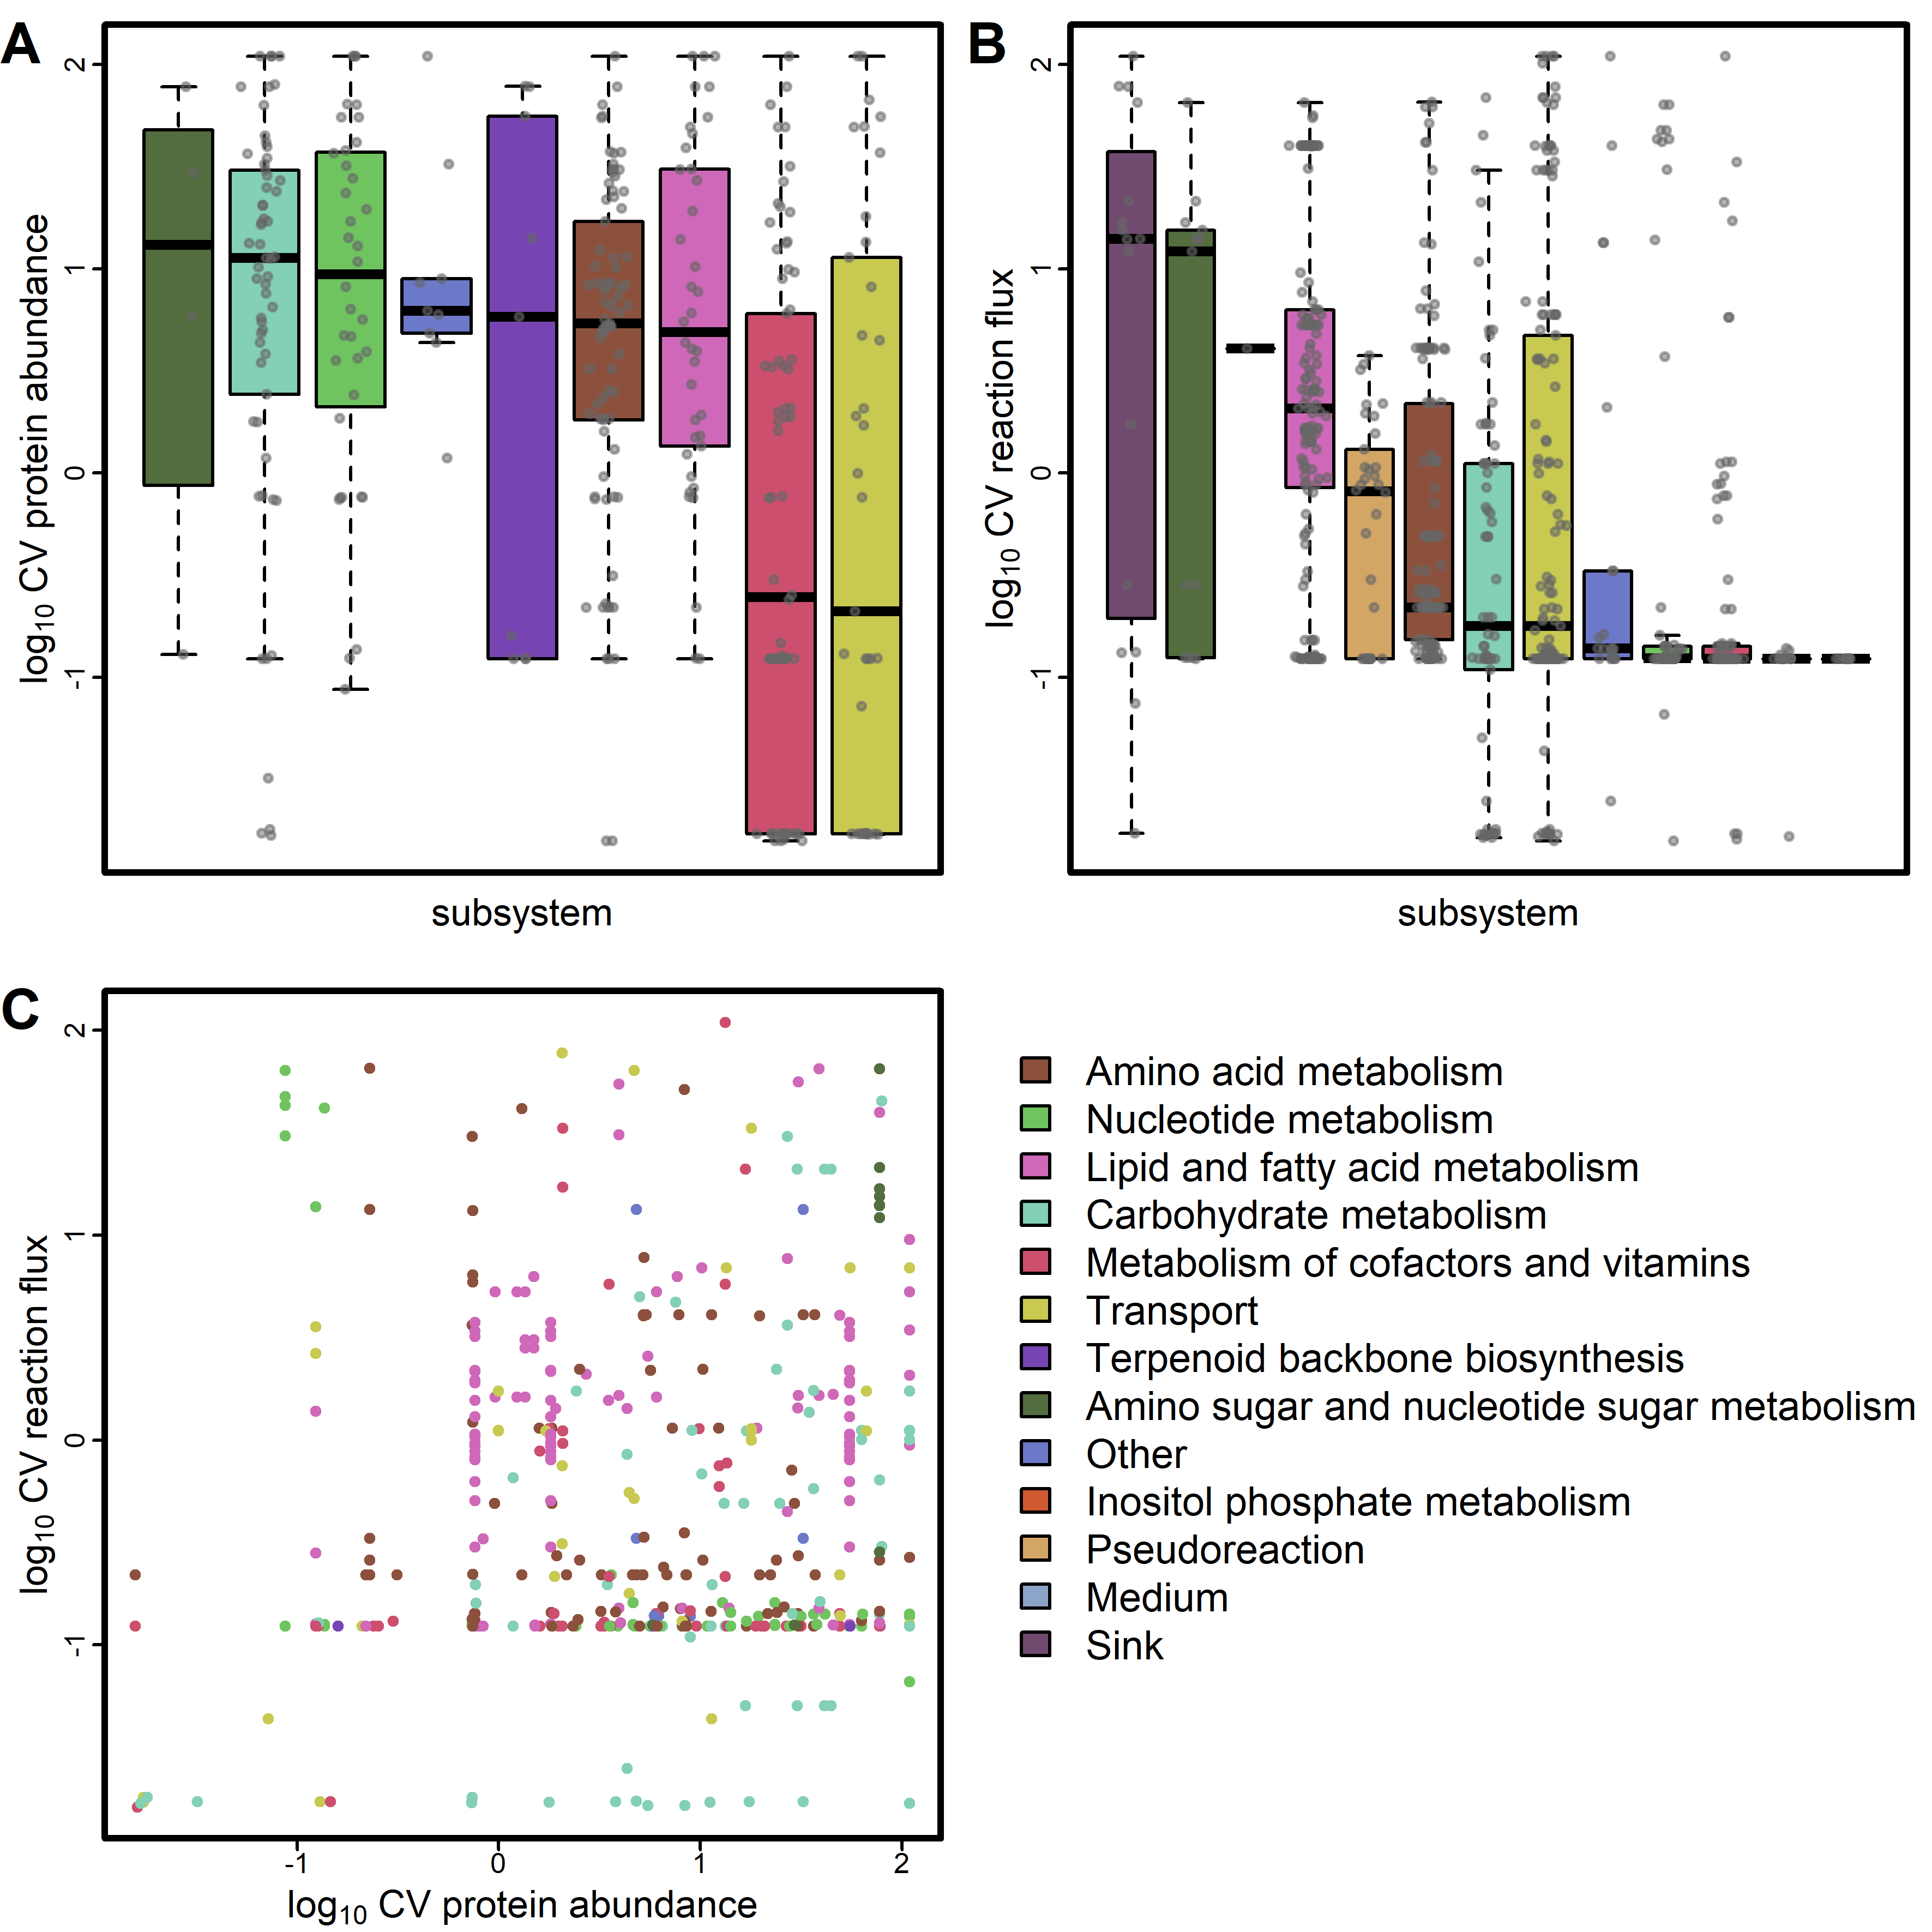 A
2
1
0
-1
log10 CV protein abundance
subsystem
B
2
1
0
-1
log10 CV reaction flux
subsystem
C
2
1
0
-1
log10 CV reaction flux
-1 0 1 2
log10 CV protein abundance
Amino acid metabolism
Nucleotide metabolism
Lipid and fatty acid metabolism
Carbohydrate metabolism
Metabolism of cofactors and vitamins
Transport
Terpenoid backbone biosynthesis
Amino sugar and nucleotide sugar metabolism
Other
Inositol phosphate metabolism
Pseudoreaction
Medium
Sink